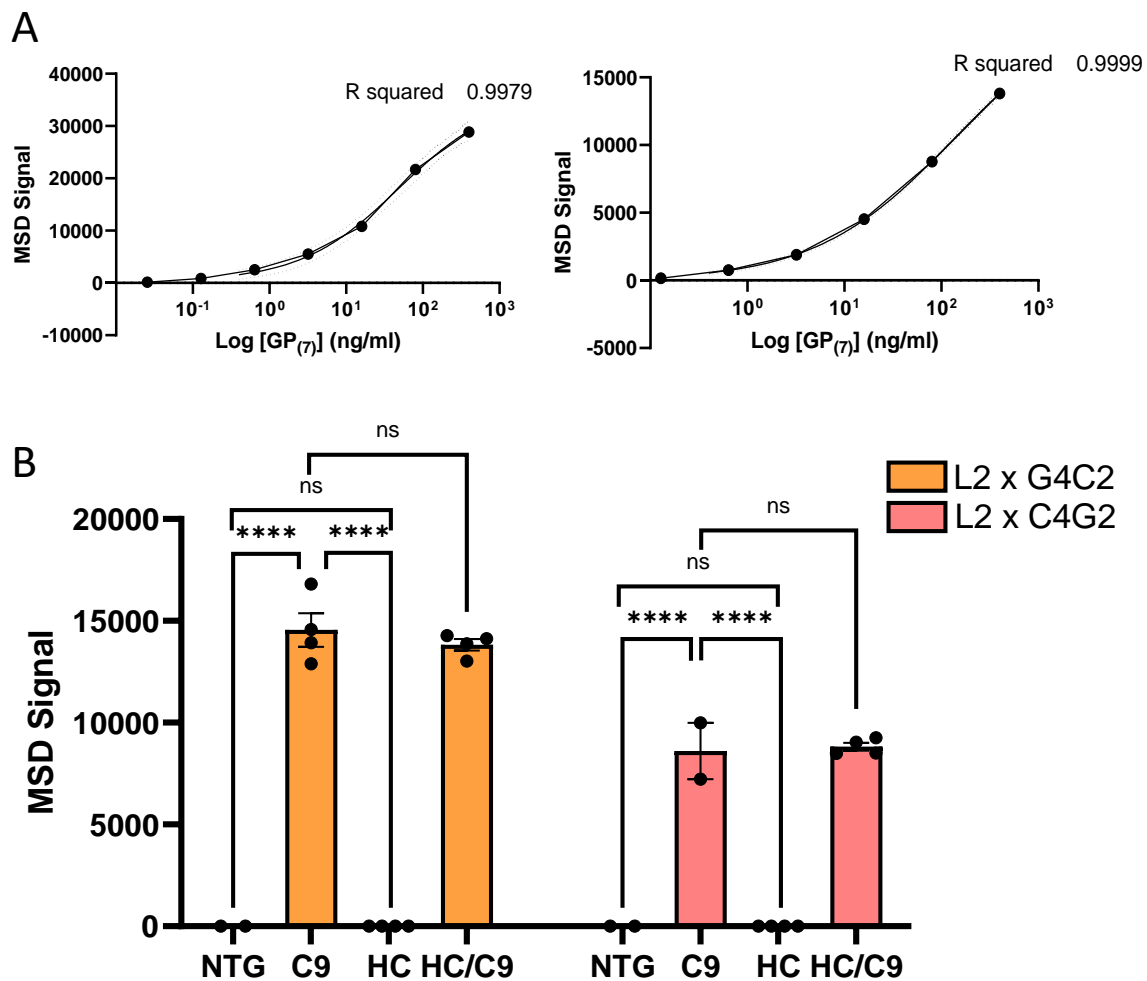 A
R squared 0.9979
40000
30000
20000
10000
0
-10000
MSD Signal
10⁻¹ 10⁰ 10¹ 10² 10³
Log [GP₍₇₎] (ng/ml)
R squared 0.9999
15000
10000
5000
0
-5000
MSD Signal
10⁰ 10¹ 10² 10³
Log [GP₍₇₎] (ng/ml)
B
ns
ns
**** ****
ns
ns
**** ****
L2 x G4C2
L2 x C4G2
20000
15000
10000
5000
0
MSD Signal
NTG C9 HC HC/C9 NTG C9 HC HC/C9